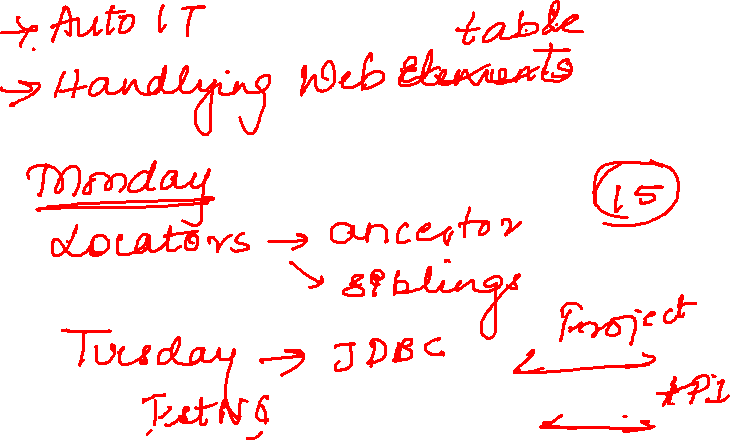 → Auto IT
table
→ Handlying Web Elements
Monday
15
Locators → ancestor
↘ siblings
Project
Tuesday → JDBC
API
TestNG